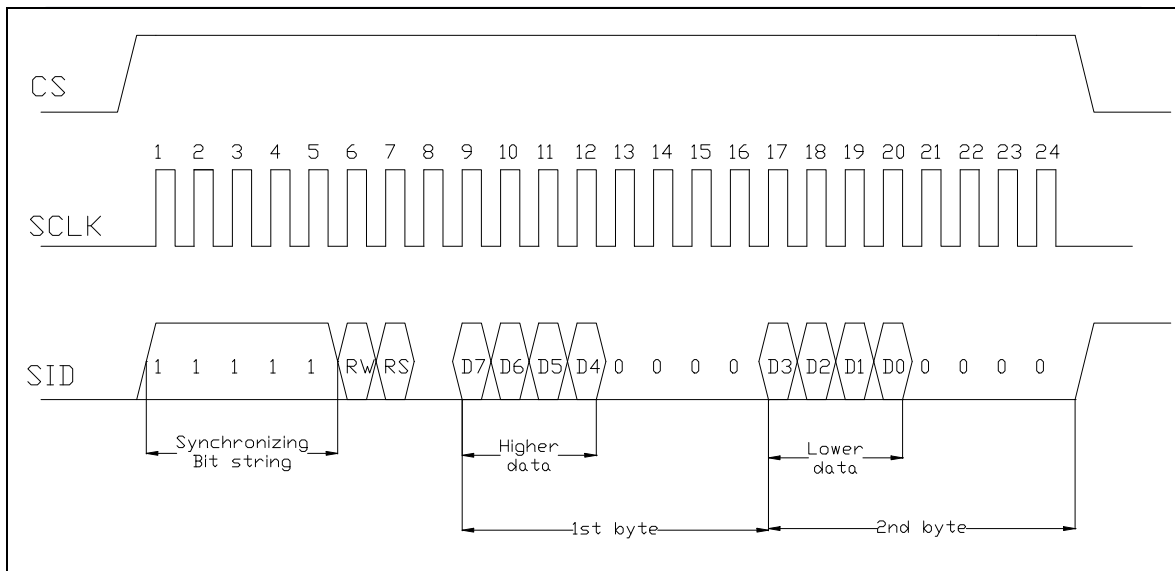 CS
1 2 3 4 5 6 7 8 9 10 11 12 13 14 15 16 17 18 19 20 21 22 23 24
SCLK
SID
1 1 1 1 1 RW RS D7 D6 D5 D4 0 0 0 0 D3 D2 D1 D0 0 0 0 0
Synchronizing
Bit string
Higher
data
Lower
data
1st byte
2nd byte